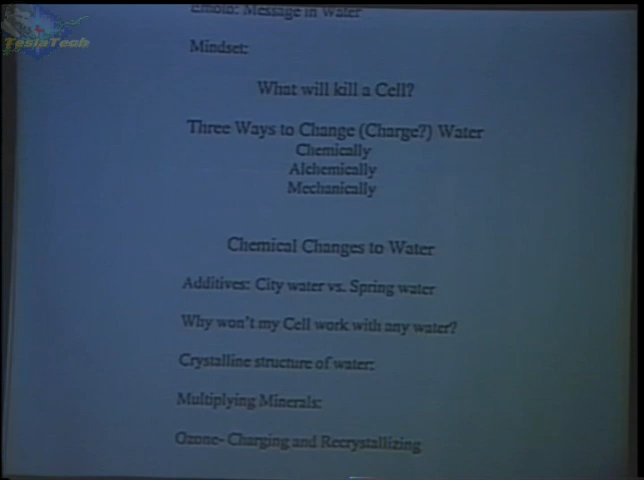 TeslaTech
Emoto: Message in Water
Mindset:
What will kill a Cell?
Three Ways to Change (Charge?) Water
Chemically
Alchemically
Mechanically
Chemical Changes to Water
Additives: City water vs. Spring water
Why won't my Cell work with any water?
Crystalline structure of water:
Multiplying Minerals:
Ozone- Charging and Recrystallizing